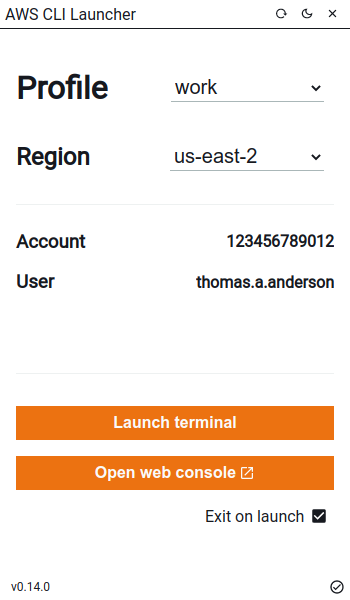 AWS CLI Launcher
Profile work
Region us-east-2
Account 123456789012
User thomas.a.anderson
Launch terminal
Open web console
Exit on launch
v0.14.0